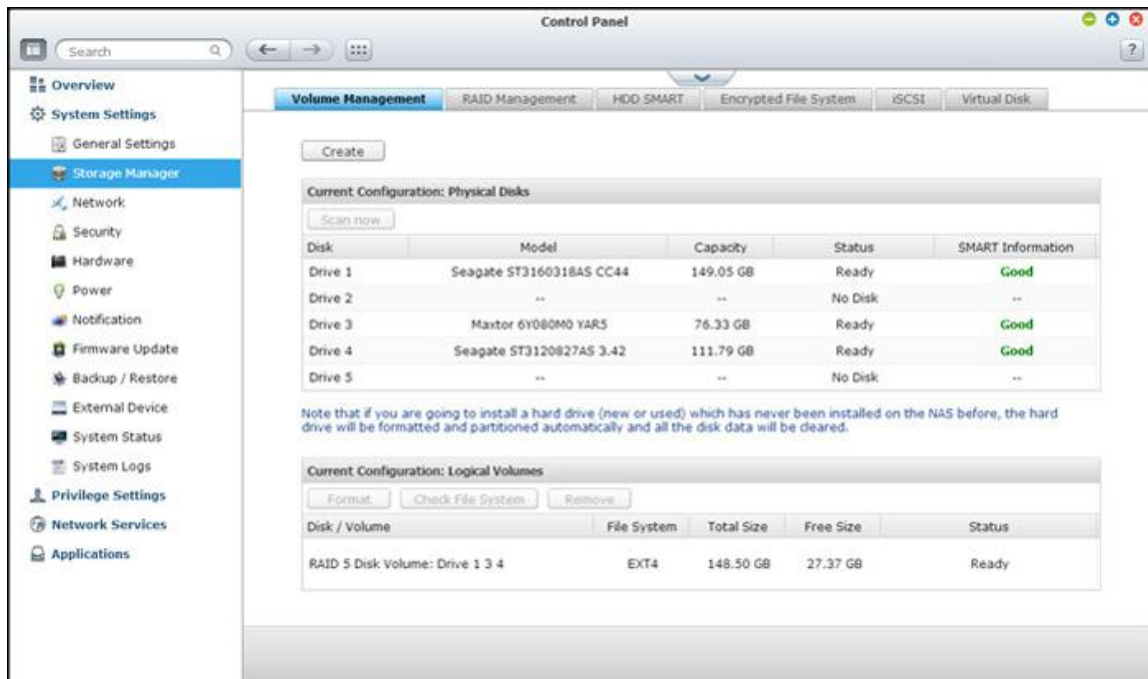 Control Panel
Search
?
Overview
System Settings
General Settings
Storage Manager
Network
Security
Hardware
Power
Notification
Firmware Update
Backup / Restore
External Device
System Status
System Logs
Privilege Settings
Network Services
Applications
Volume Management RAID Management HDD SMART Encrypted File System iSCSI Virtual Disk
Create
Current Configuration: Physical Disks
Scan now
Disk Model Capacity Status SMART Information
Drive 1 Seagate ST3160318AS CC44 149.05 GB Ready Good
Drive 2 -- -- No Disk --
Drive 3 Maxtor 6Y080M0 YAR5 76.33 GB Ready Good
Drive 4 Seagate ST3120827AS 3.42 111.79 GB Ready Good
Drive 5 -- -- No Disk --
Note that if you are going to install a hard drive (new or used) which has never been installed on the NAS before, the hard
drive will be formatted and partitioned automatically and all the disk data will be cleared.
Current Configuration: Logical Volumes
Format Check File System Remove
Disk / Volume File System Total Size Free Size Status
RAID 5 Disk Volume: Drive 1 3 4 EXT4 148.50 GB 27.37 GB Ready